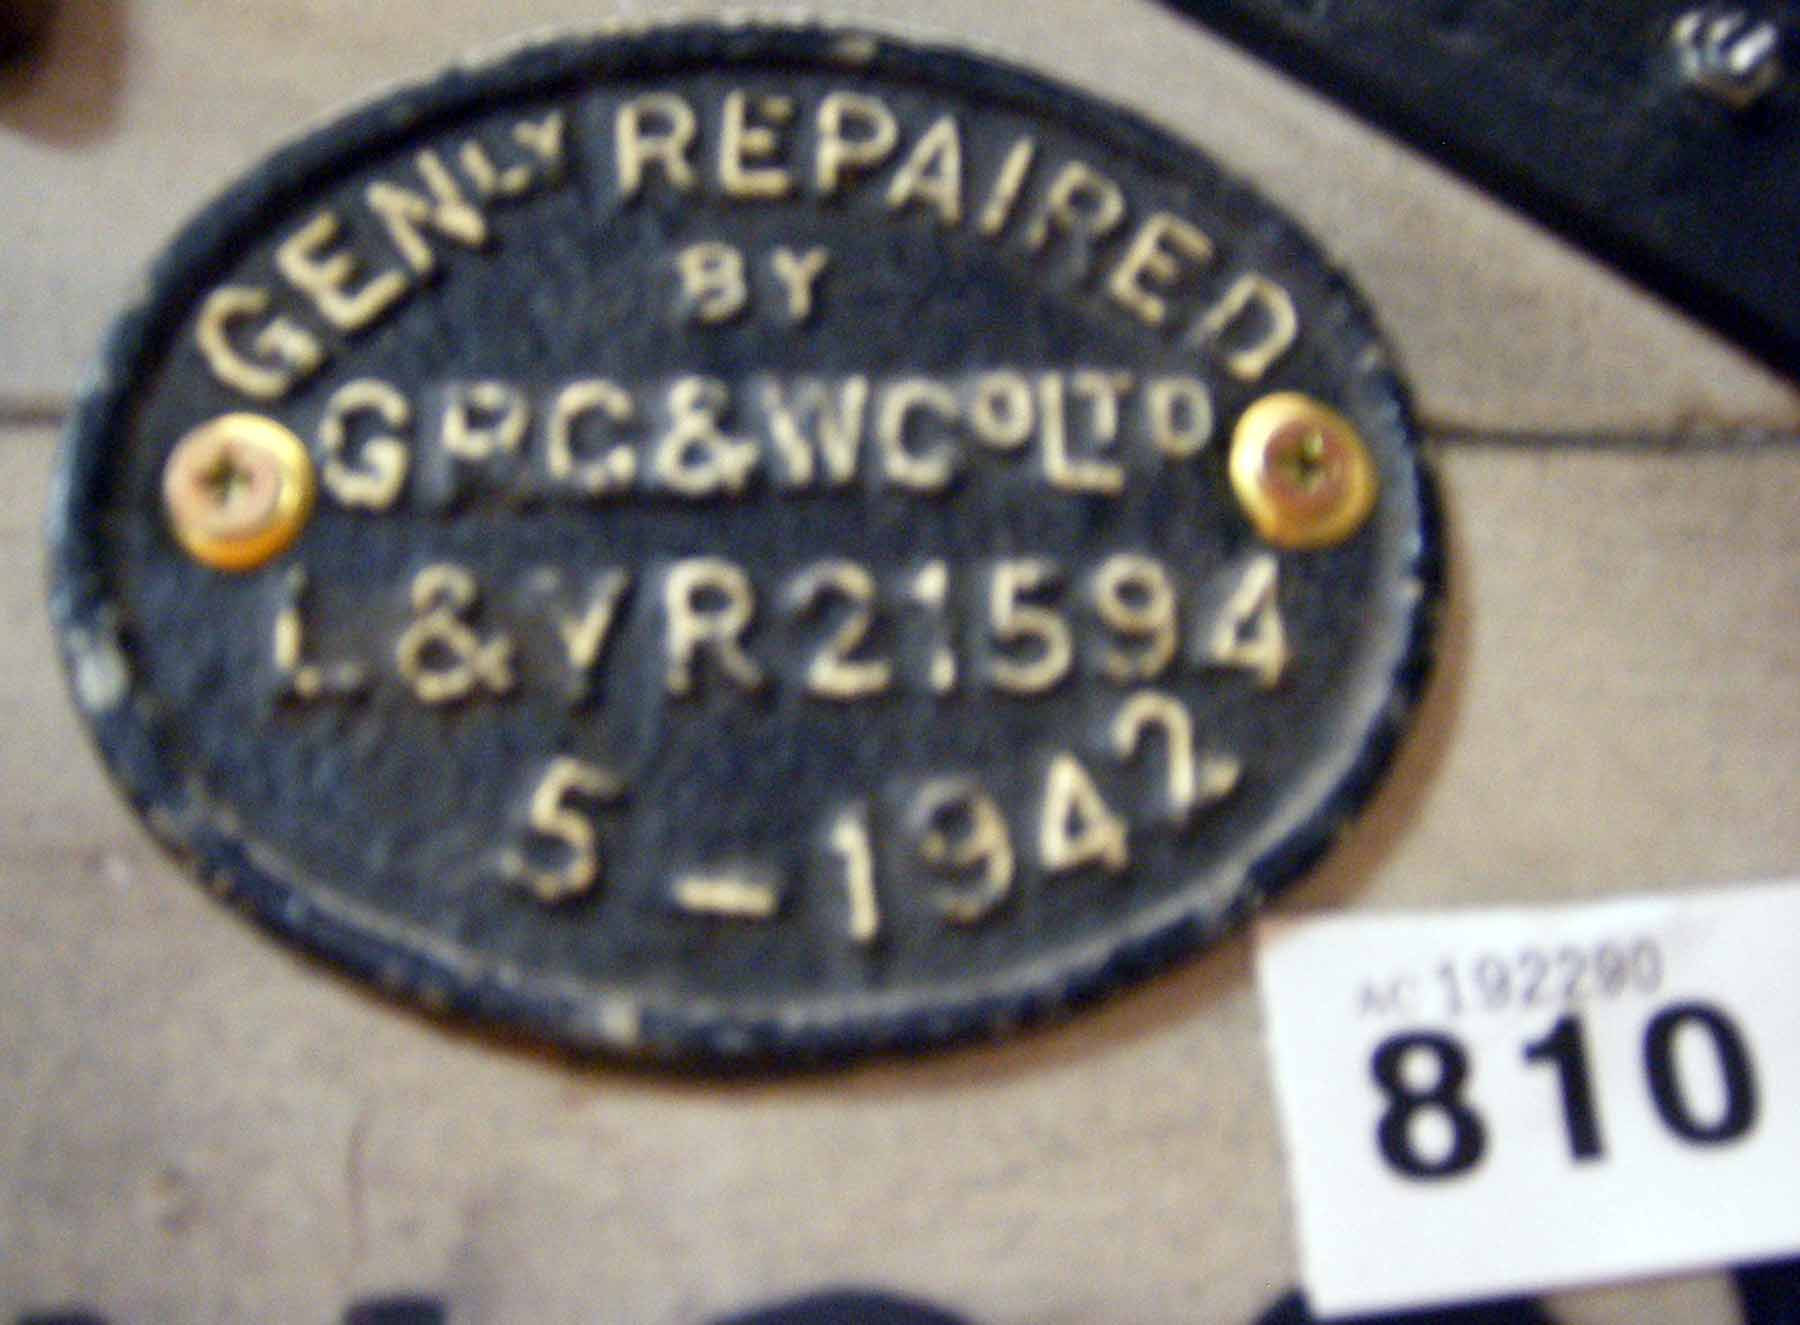 GENLY REPAIRED
BY
GRC&WCOLTD
L&YR21594
5-1942
AC 192290
810